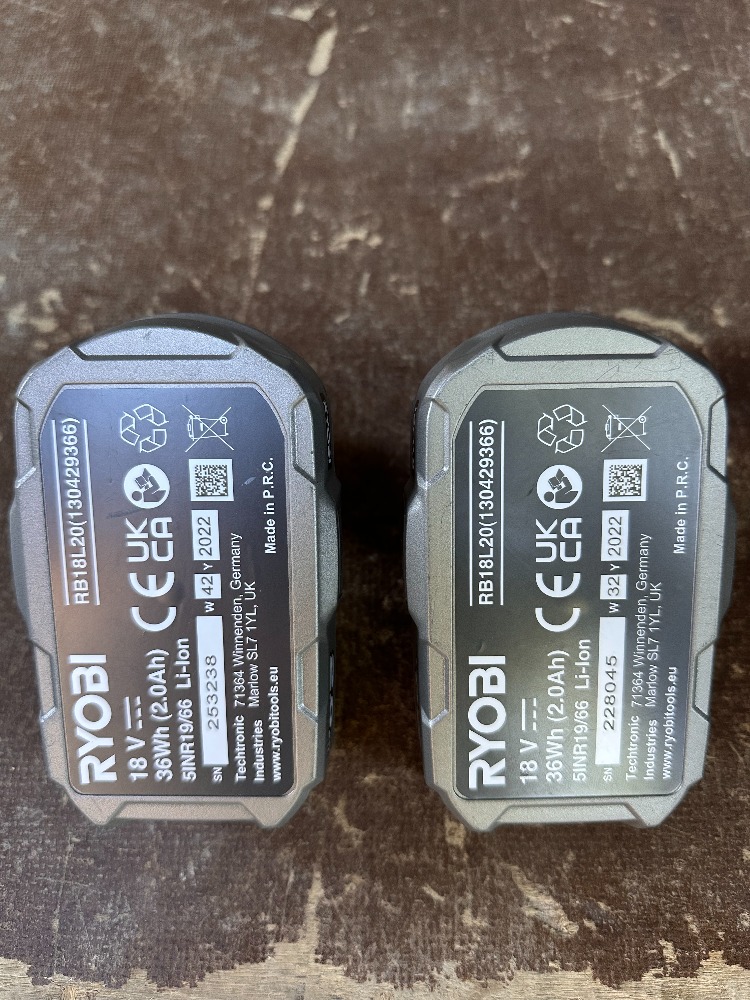 RYOBI
RB18L20(130429366)
18 V
36Wh (2.0Ah)
5INR19/66 Li-Ion
CE UK CA
SN 253238 W 42 Y 2022
Techtronic 71364 Winnenden, Germany
Industries Marlow SL7 1YL, UK
www.ryobitools.eu Made in P.R.C.
RYOBI
RB18L20(130429366)
18 V
36Wh (2.0Ah)
5INR19/66 Li-Ion
CE UK CA
SN 228045 W 32 Y 2022
Techtronic 71364 Winnenden, Germany
Industries Marlow SL7 1YL, UK
www.ryobitools.eu Made in P.R.C.